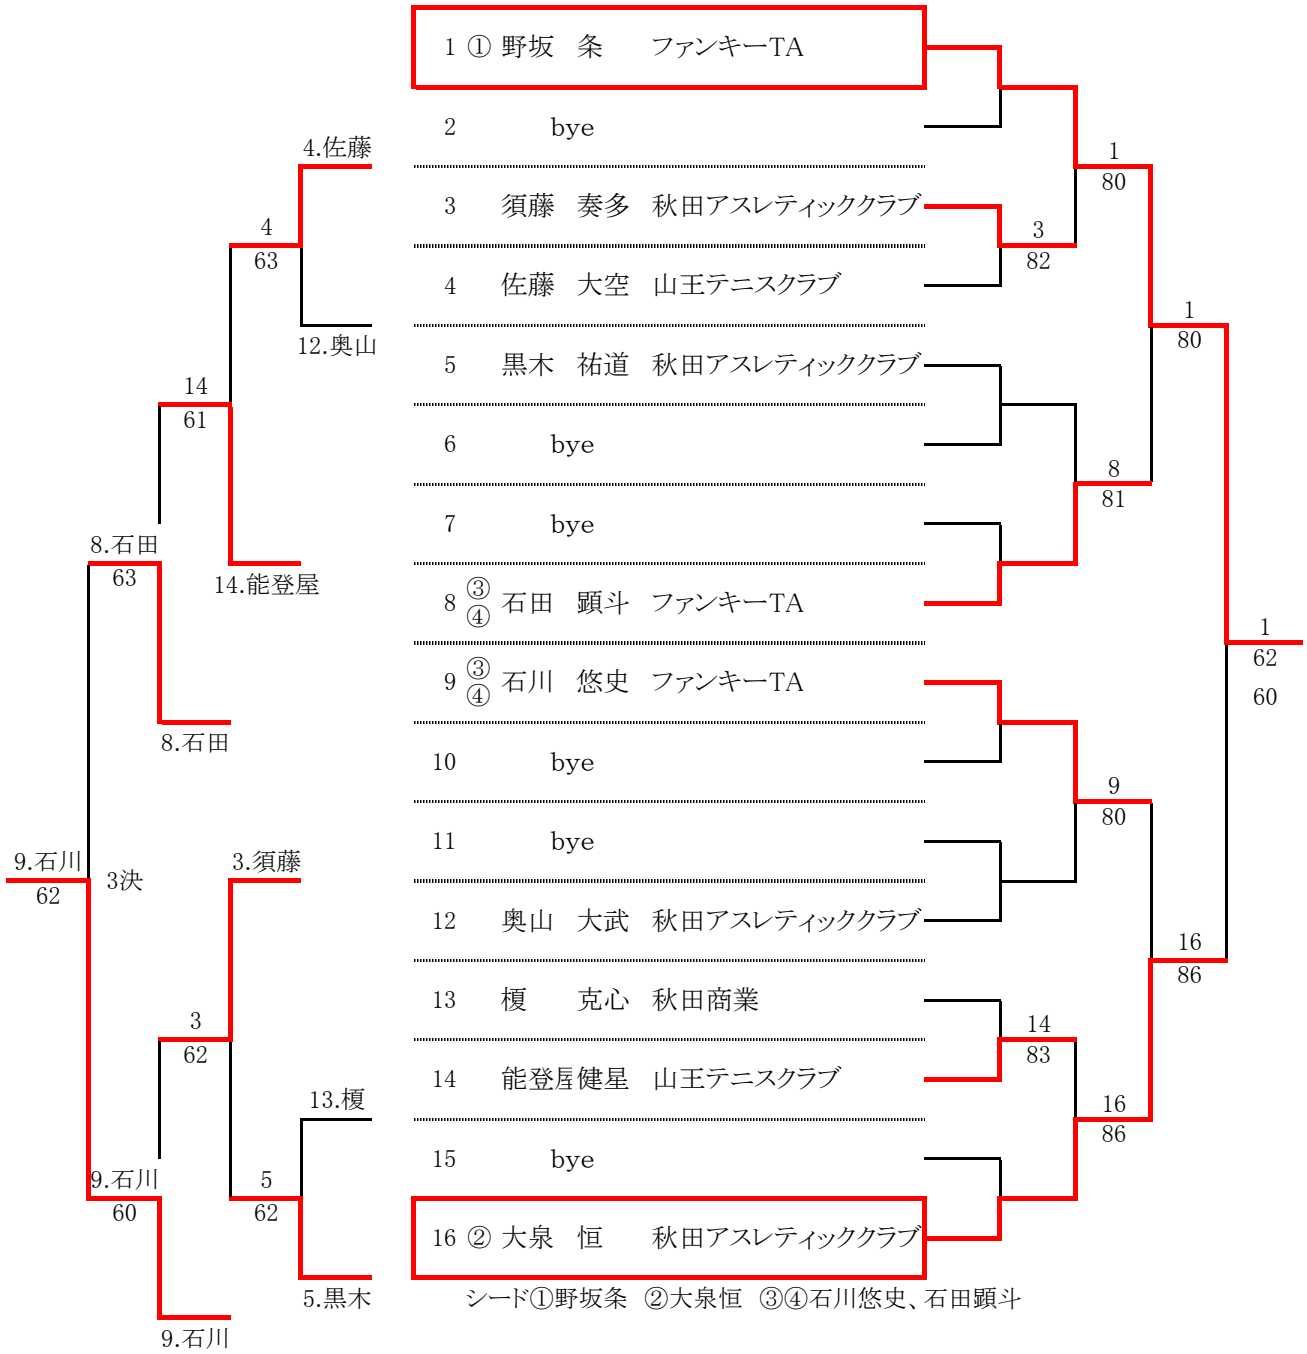 1 ① 野坂 条 ファンキーTA
2 bye
3 須藤 奏多 秋田アスレティッククラブ
4 佐藤 大空 山王テニスクラブ
5 黒木 祐道 秋田アスレティッククラブ
6 bye
7 bye
8 ③④ 石田 顕斗 ファンキーTA
9 ③④ 石川 悠史 ファンキーTA
10 bye
11 bye
12 奥山 大武 秋田アスレティッククラブ
13 榎 克心 秋田商業
14 能登屋健星 山王テニスクラブ
15 bye
16 ② 大泉 恒 秋田アスレティッククラブ
シード①野坂条 ②大泉恒 ③④石川悠史、石田顕斗
4.佐藤
4
63
12.奥山
14
61
14.能登屋
8.石田
63
8.石田
9.石川
62
3決
3.須藤
3
62
13.榎
5
62
5.黒木
9.石川
60
9.石川
3
82
14
83
1
80
8
81
9
80
16
86
1
80
16
86
1
62
60